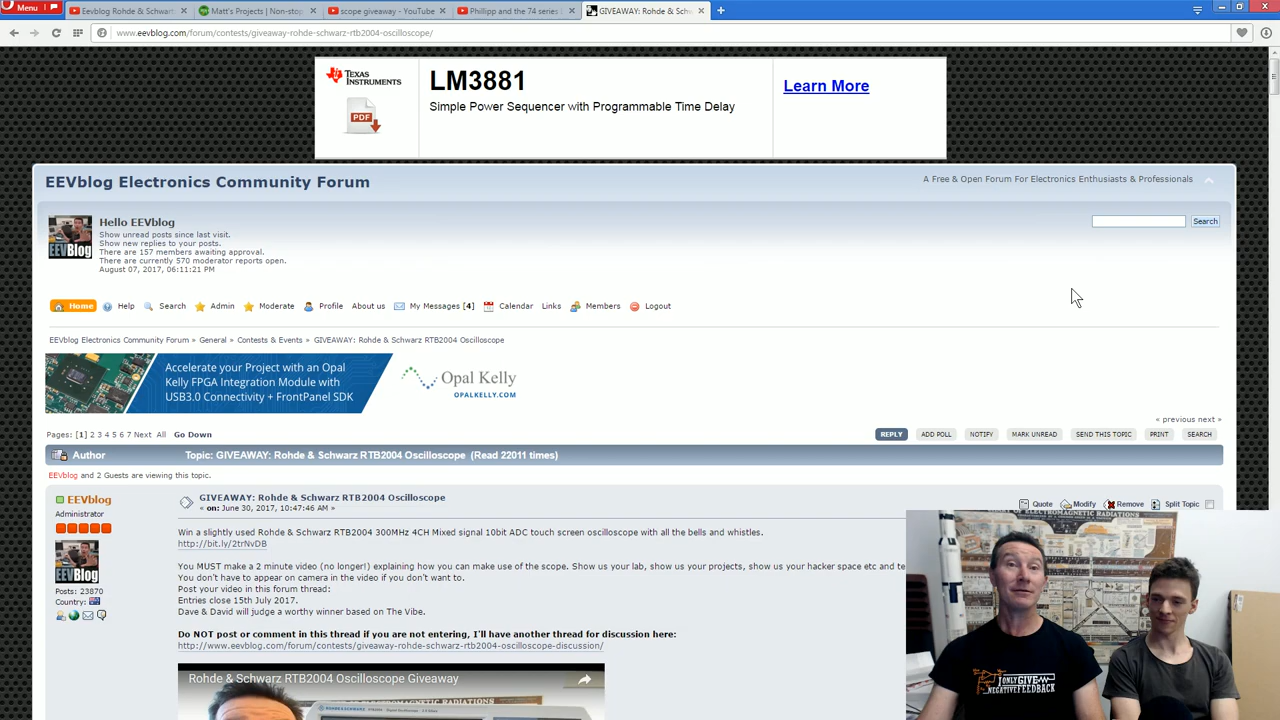 Menu
Eevblog Rohde & Schwart
Matt's Projects | Non-stop
scope giveaway - YouTube
Phillipp and the 74 series
GIVEAWAY: Rohde & Schw
www.eevblog.com/forum/contests/giveaway-rohde-schwarz-rtb2004-oscilloscope/
TEXAS INSTRUMENTS
PDF
LM3881
Simple Power Sequencer with Programmable Time Delay
Learn More
EEVblog Electronics Community Forum
A Free & Open Forum For Electronics Enthusiasts & Professionals
EEVBlog
Hello EEVblog
Show unread posts since last visit.
Show new replies to your posts.
There are 157 members awaiting approval.
There are currently 570 moderator reports open.
August 07, 2017, 06:11:21 PM
Search
Home Help Search Admin Moderate Profile About us My Messages [4] Calendar Links Members Logout
EEVblog Electronics Community Forum » General » Contests & Events » GIVEAWAY: Rohde & Schwarz RTB2004 Oscilloscope
Accelerate your Project with an Opal
Kelly FPGA Integration Module with
USB3.0 Connectivity + FrontPanel SDK
Opal Kelly
OPALKELLY.COM
« previous next »
Pages: [1] 2 3 4 5 6 7 Next All Go Down
REPLY ADD POLL NOTIFY MARK UNREAD SEND THIS TOPIC PRINT SEARCH
Author Topic: GIVEAWAY: Rohde & Schwarz RTB2004 Oscilloscope (Read 22011 times)
EEVblog and 2 Guests are viewing this topic.
EEVblog
Administrator
EEVBlog
Posts: 23870
Country:
GIVEAWAY: Rohde & Schwarz RTB2004 Oscilloscope
« on: June 30, 2017, 10:47:46 AM »
Quote Modify Remove Split Topic
Win a slightly used Rohde & Schwarz RTB2004 300MHz 4CH Mixed signal 10bit ADC touch screen oscilloscope with all the bells and whistles.
http://bit.ly/2trNvDB
You MUST make a 2 minute video (no longer!) explaining how you can make use of the scope. Show us your lab, show us your projects, show us your hacker space etc and te
You don't have to appear on camera in the video if you don't want to.
Post your video in this forum thread:
Entries close 15th July 2017.
Dave & David will judge a worthy winner based on The Vibe.
Do NOT post or comment in this thread if you are not entering, I'll have another thread for discussion here:
http://www.eevblog.com/forum/contests/giveaway-rohde-schwarz-rtb2004-oscilloscope-discussion/
Rohde & Schwarz RTB2004 Oscilloscope Giveaway
OF ELECTROMAGNETIC RADIATIONS
I ONLY GIVE
NEGATIVE FEEDBACK